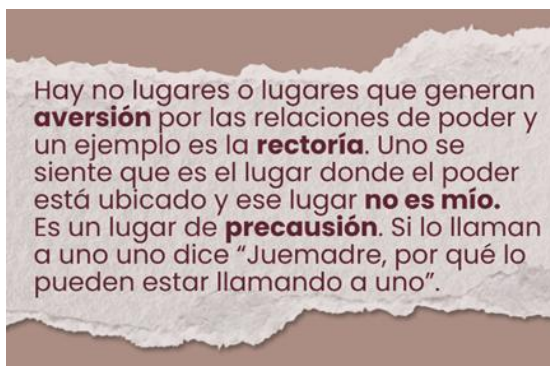 Hay no lugares o lugares que generan
aversión por las relaciones de poder y
un ejemplo es la rectoría. Uno se
siente que es el lugar donde el poder
está ubicado y ese lugar no es mío.
Es un lugar de precausión. Si lo llaman
a uno uno dice “Juemadre, por qué lo
pueden estar llamando a uno”.